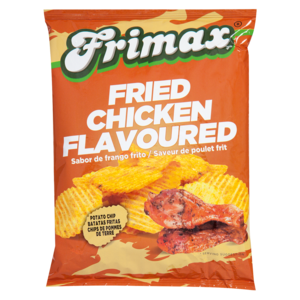 Frimax
FRIED
CHICKEN
FLAVOURED
Sabor de frango frito / Saveur de poulet frit
POTATO CHIP
BATATAS FRITAS
CHIPS DE POMMES
DE TERRE